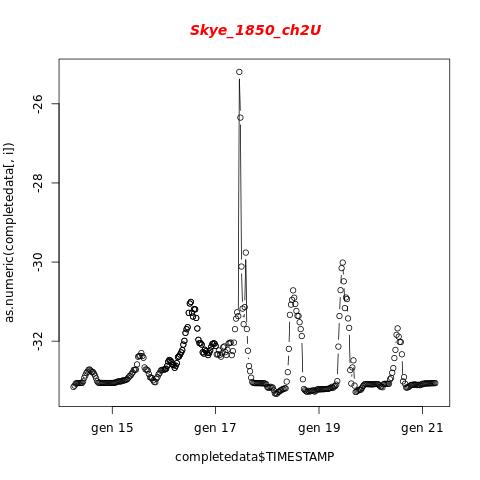 Skye_1850_ch2U
as.numeric(completedata[, i])
-26
-28
-30
-32
gen 15
gen 17
gen 19
gen 21
completedata$TIMESTAMP